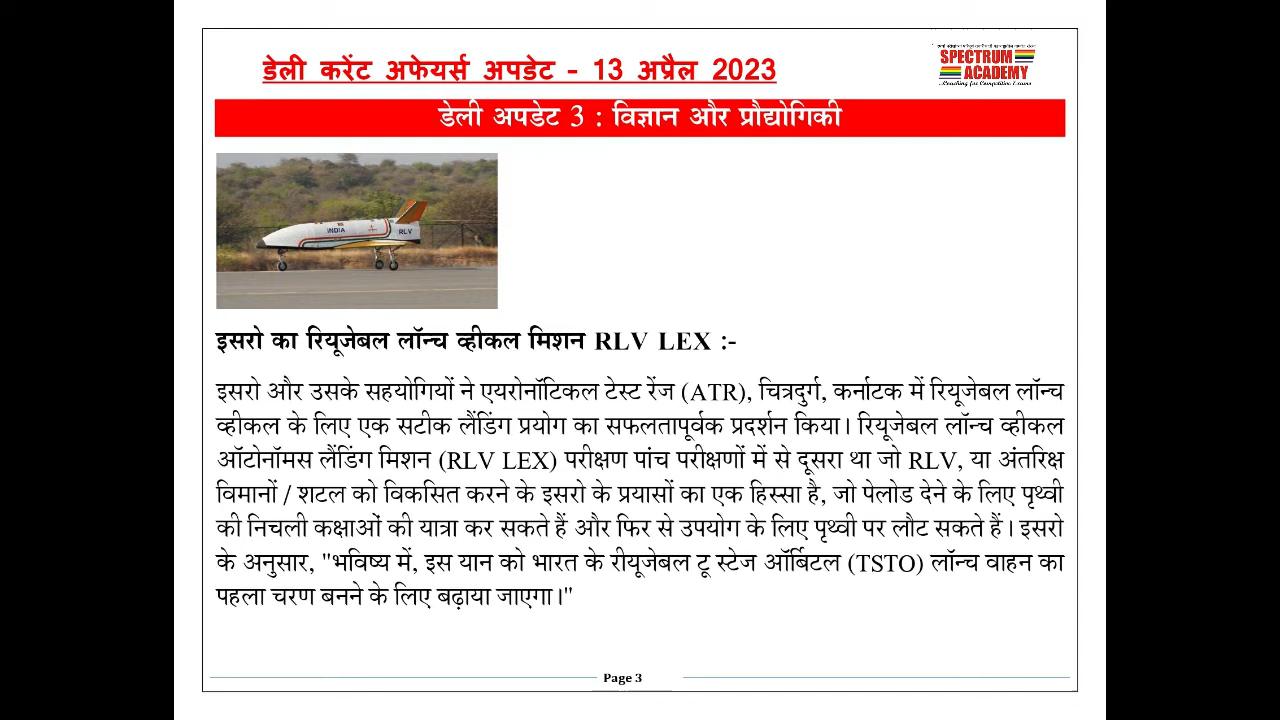 डेली करेंट अफेयर्स अपडेट - 13 अप्रैल 2023
SPECTRUM
ACADEMY
Coaching for Competitive Exams
डेली अपडेट 3 : विज्ञान और प्रौद्योगिकी
INDIA
RLV
इसरो का रियूजेबल लॉन्च व्हीकल मिशन RLV LEX :-
इसरो और उसके सहयोगियों ने एयरोनॉटिकल टेस्ट रेंज (ATR), चित्रदुर्ग, कर्नाटक में रियूजेबल लॉन्च
व्हीकल के लिए एक सटीक लैंडिंग प्रयोग का सफलतापूर्वक प्रदर्शन किया। रियूजेबल लॉन्च व्हीकल
ऑटोनॉमस लैंडिंग मिशन (RLV LEX) परीक्षण पांच परीक्षणों में से दूसरा था जो RLV, या अंतरिक्ष
विमानों / शटल को विकसित करने के इसरो के प्रयासों का एक हिस्सा है, जो पेलोड देने के लिए पृथ्वी
की निचली कक्षाओं की यात्रा कर सकते हैं और फिर से उपयोग के लिए पृथ्वी पर लौट सकते हैं। इसरो
के अनुसार, "भविष्य में, इस यान को भारत के रीयूजेबल टू स्टेज ऑर्बिटल (TSTO) लॉन्च वाहन का
पहला चरण बनने के लिए बढ़ाया जाएगा।"
Page 3